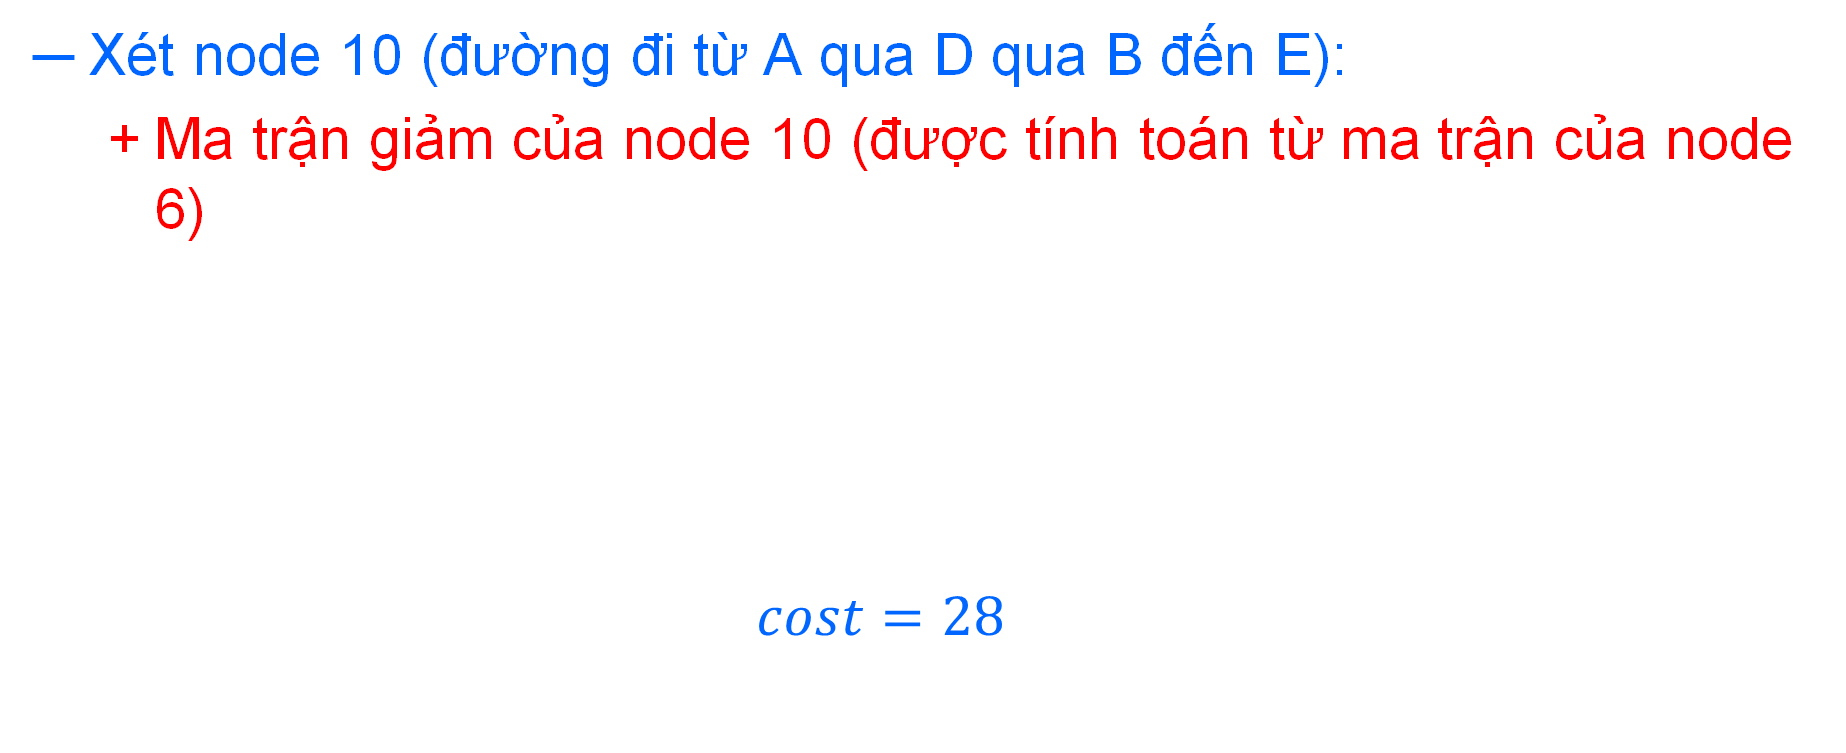 — Xét node 10 (đường đi từ A qua D qua B đến E):
+ Ma trận giảm của node 10 (được tính toán từ ma trận của node
6)
cost = 28